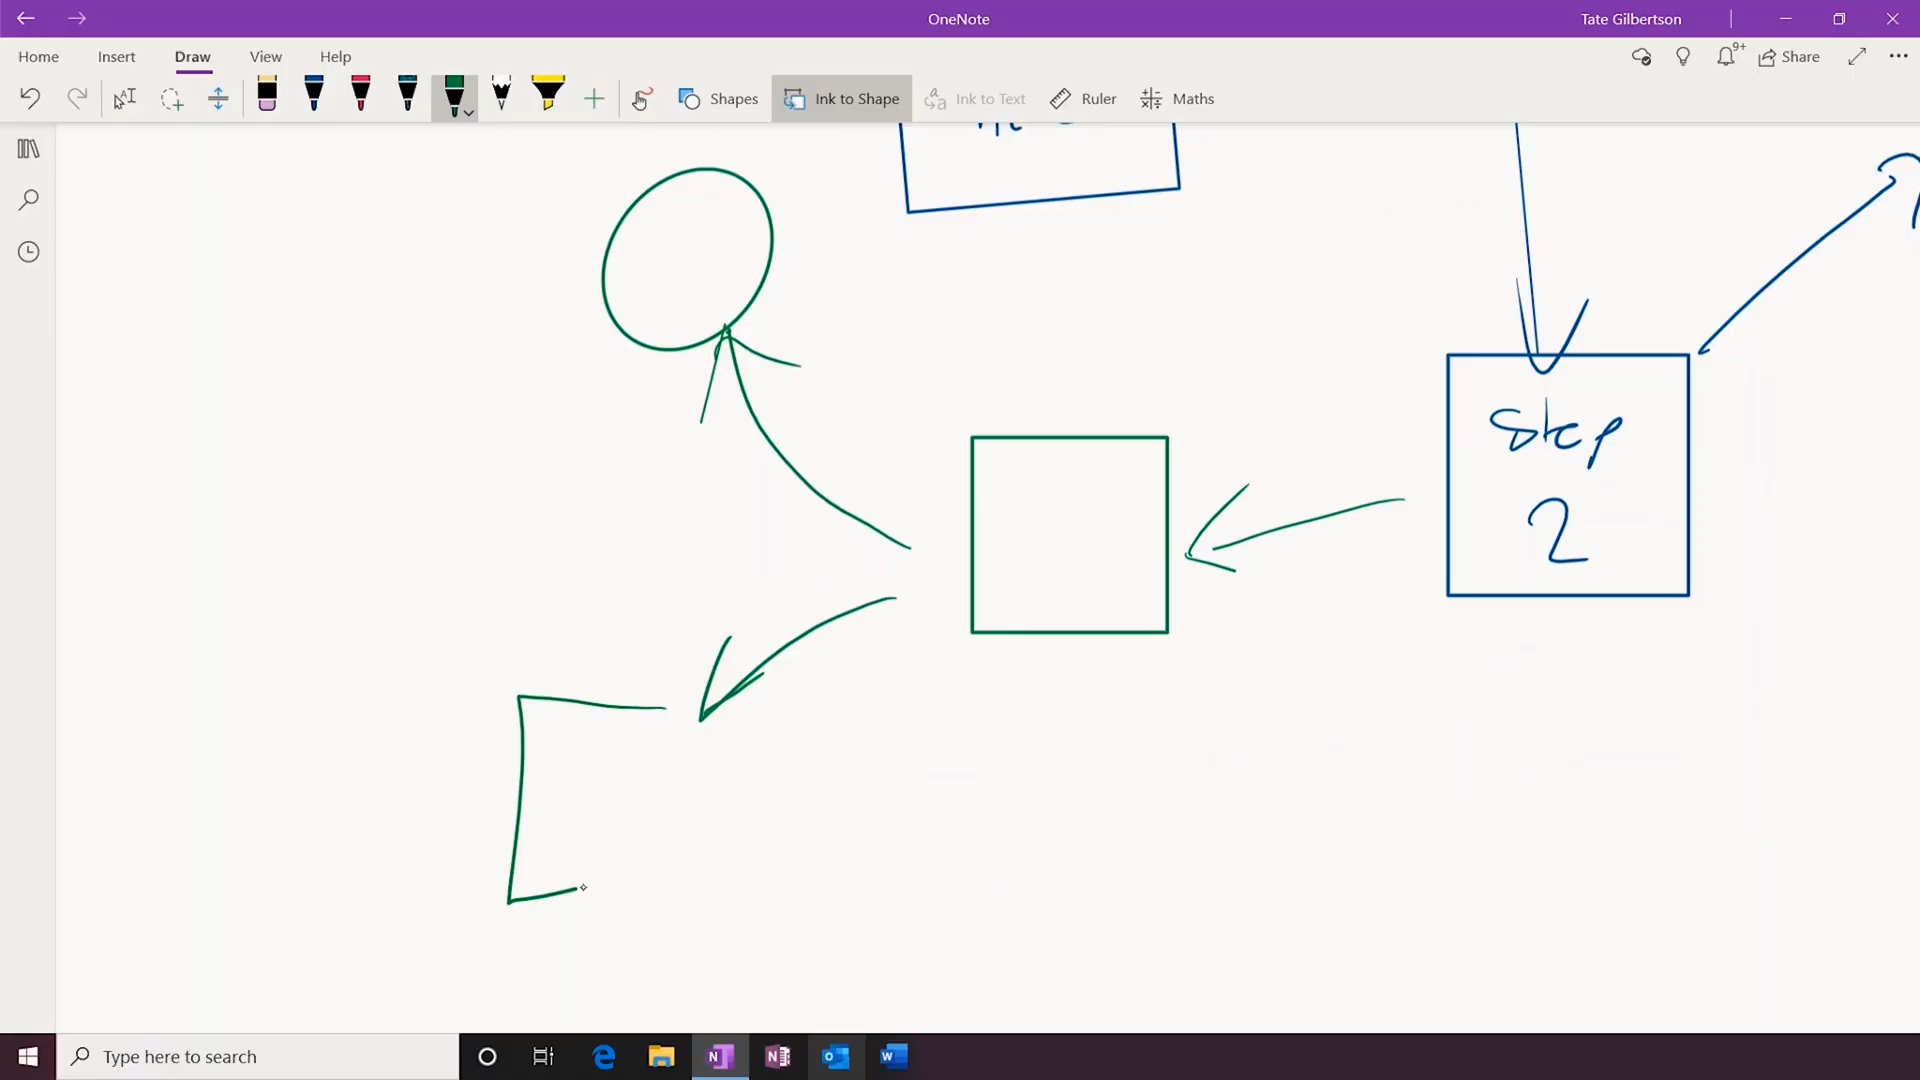 OneNote
Tate Gilbertson
Home Insert Draw View Help
9+
Share
Shapes
Ink to Shape
Ink to Text
Ruler
Maths
Step
2
Type here to search